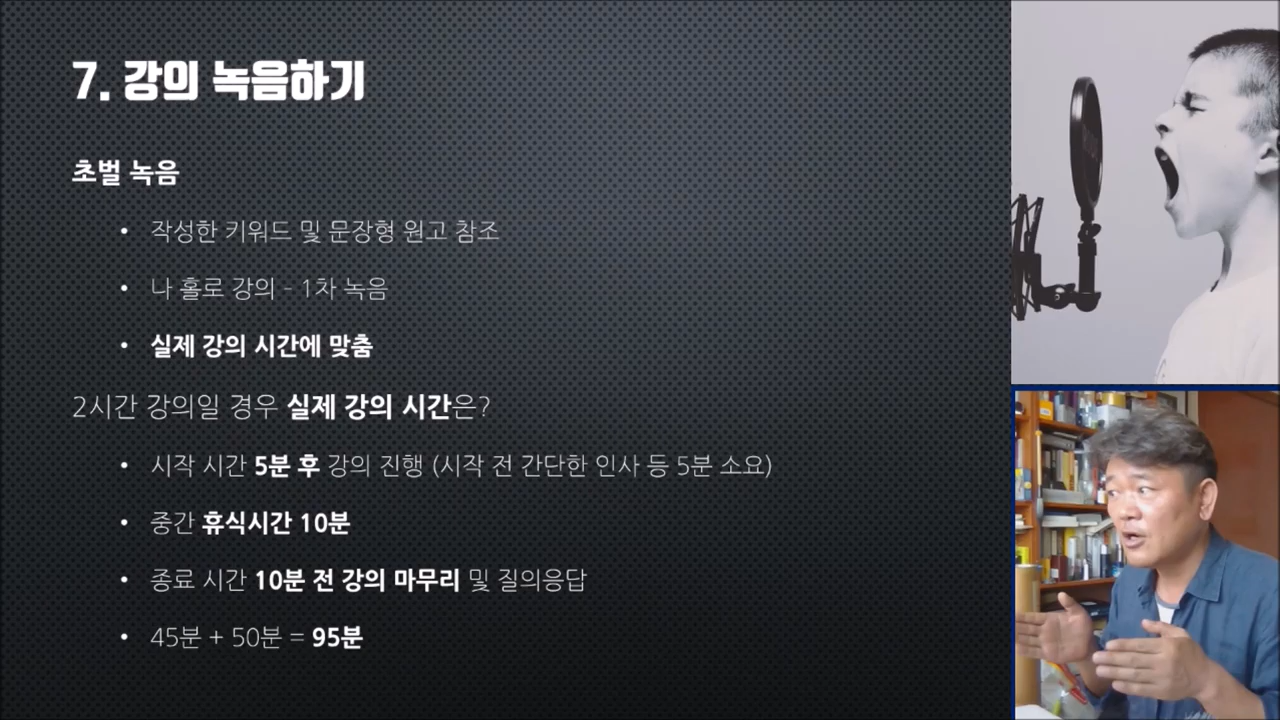 7. 강의 녹음하기
초벌 녹음
• 작성한 키워드 및 문장형 원고 참조
• 나 홀로 강의 - 1차 녹음
• 실제 강의 시간에 맞춤
2시간 강의일 경우 실제 강의 시간은?
• 시작 시간 5분 후 강의 진행 (시작 전 간단한 인사 등 5분 소요)
• 중간 휴식시간 10분
• 종료 시간 10분 전 강의 마무리 및 질의응답
• 45분 + 50분 = 95분